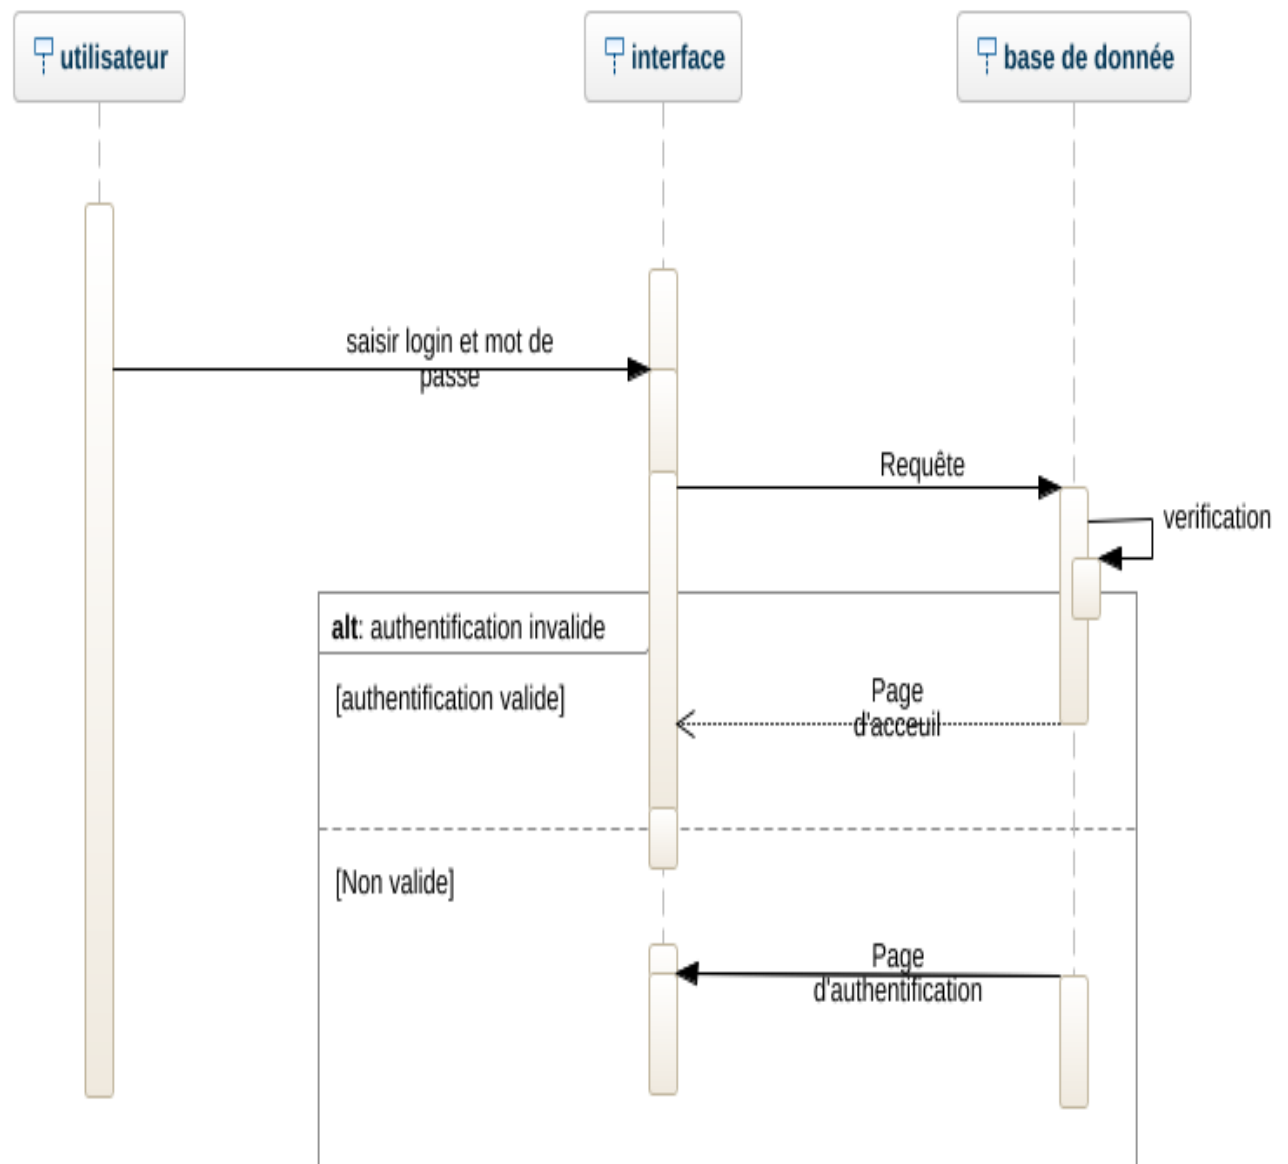 utilisateur
interface
base de donnée
saisir login et mot de
passe
Requête
verification
alt: authentification invalide
[authentification valide]
Page
d'acceuil
[Non valide]
Page
d'authentification